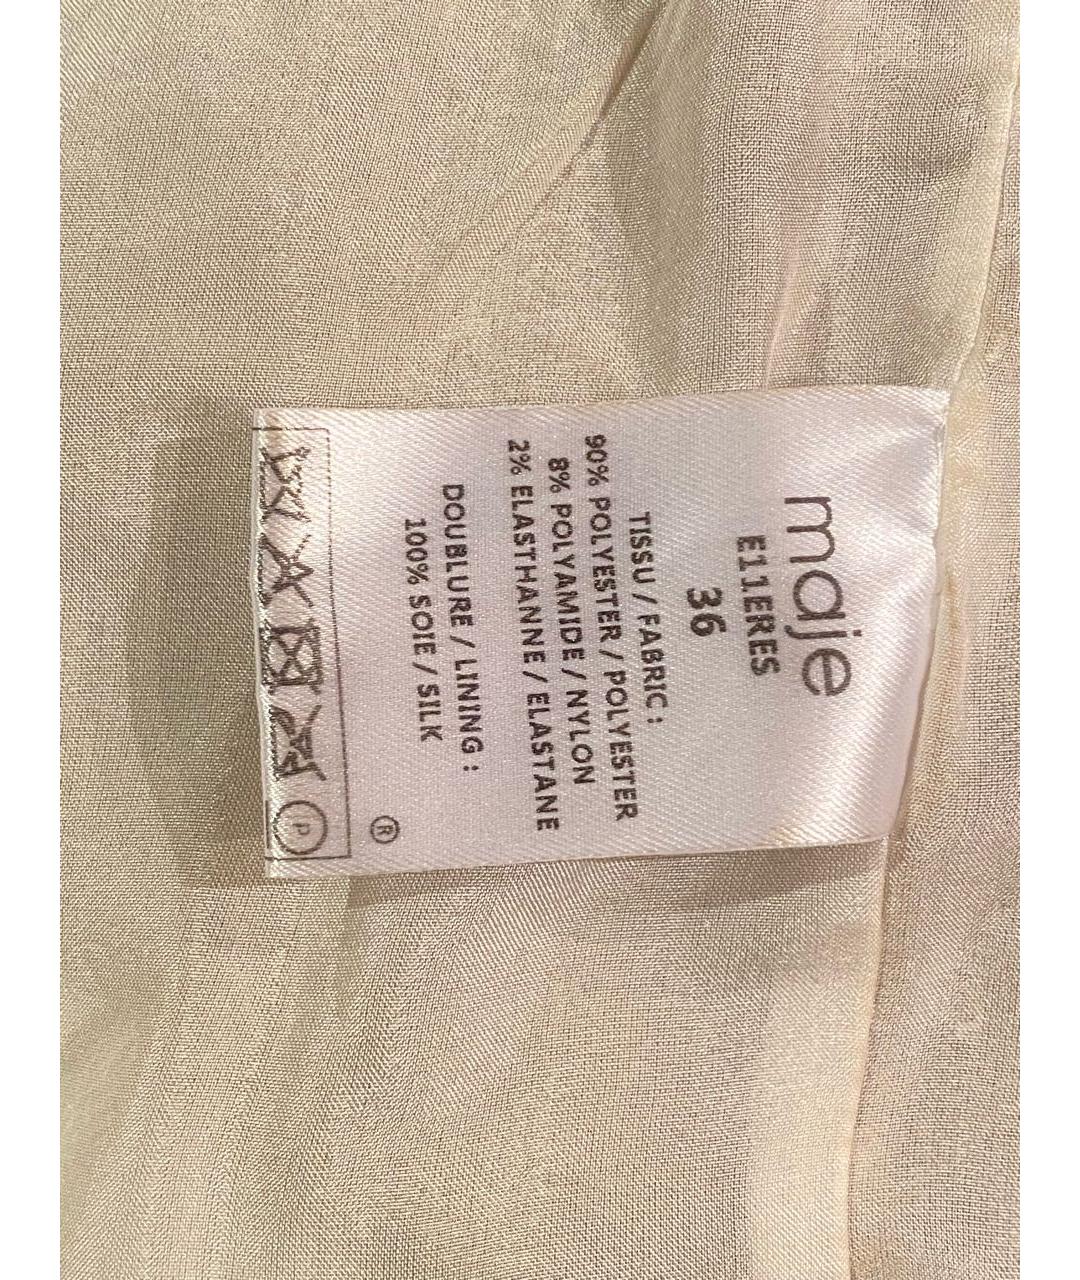 maje
E11ERES
36
TISSU / FABRIC :
90% POLYESTER / POLYESTER
8% POLYAMIDE / NYLON
2% ELASTHANNE / ELASTANE
DOUBLURE / LINING :
100% SOIE / SILK
®
P